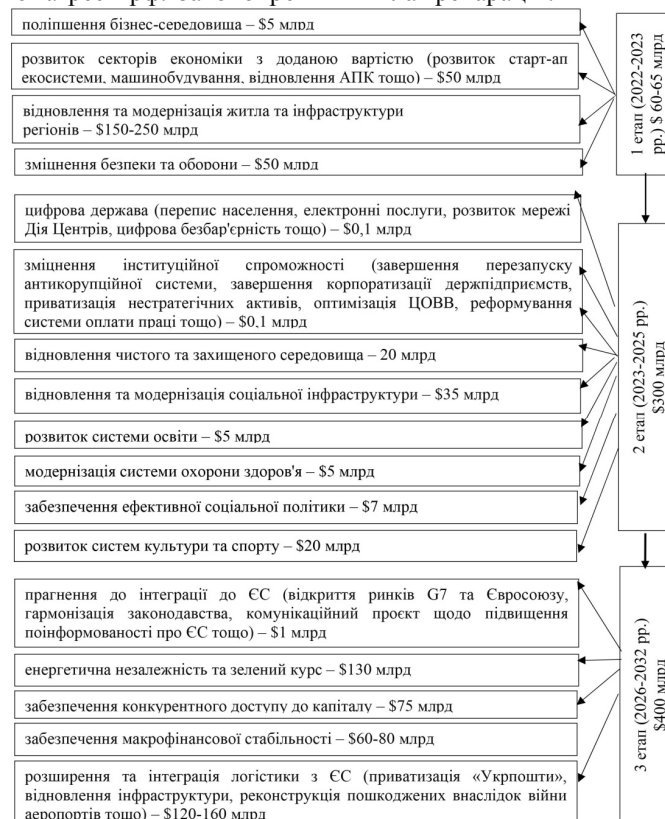 поліпшення бізнес-середовища – $5 млрд
розвиток секторів економіки з доданою вартістю (розвиток старт-ап
екосистеми, машинобудування, відновлення АПК тощо) – $50 млрд
відновлення та модернізація житла та інфраструктури
регіонів – $150-250 млрд
зміцнення безпеки та оборони – $50 млрд
1 етап (2022-2023
рр.) $ 60-65 млрд
цифрова держава (перепис населення, електронні послуги, розвиток мережі
Дія Центрів, цифрова безбар'єрність тощо) – $0,1 млрд
зміцнення інституційної спроможності (завершення перезапуску
антикорупційної системи, завершення корпоратизації держпідприємств,
приватизація нестратегічних активів, оптимізація ЦОВВ, реформування
системи оплати праці тощо) – $0,1 млрд
відновлення чистого та захищеного середовища – 20 млрд
відновлення та модернізація соціальної інфраструктури – $35 млрд
розвиток системи освіти – $5 млрд
модернізація системи охорони здоров'я – $5 млрд
забезпечення ефективної соціальної політики – $7 млрд
розвиток систем культури та спорту – $20 млрд
2 етап (2023-2025 рр.)
$300 млрд
прагнення до інтеграції до ЄС (відкриття ринків G7 та Євросоюзу,
гармонізація законодавства, комунікаційний проєкт щодо підвищення
поінформованості про ЄС тощо) – $1 млрд
енергетична незалежність та зелений курс – $130 млрд
забезпечення конкурентного доступу до капіталу – $75 млрд
забезпечення макрофінансової стабільності – $60-80 млрд
розширення та інтеграція логістики з ЄС (приватизація «Укрпошти»,
відновлення інфраструктури, реконструкція пошкоджених внаслідок війни
аеропортів тощо) – $120-160 млрд
3 етап (2026-2032 рр.)
$400 млрд